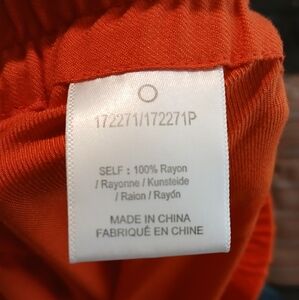 172271/172271P
SELF : 100% Rayon
/ Rayonne / Kunsteide
/ Raion / Rayón
MADE IN CHINA
FABRIQUÉ EN CHINE